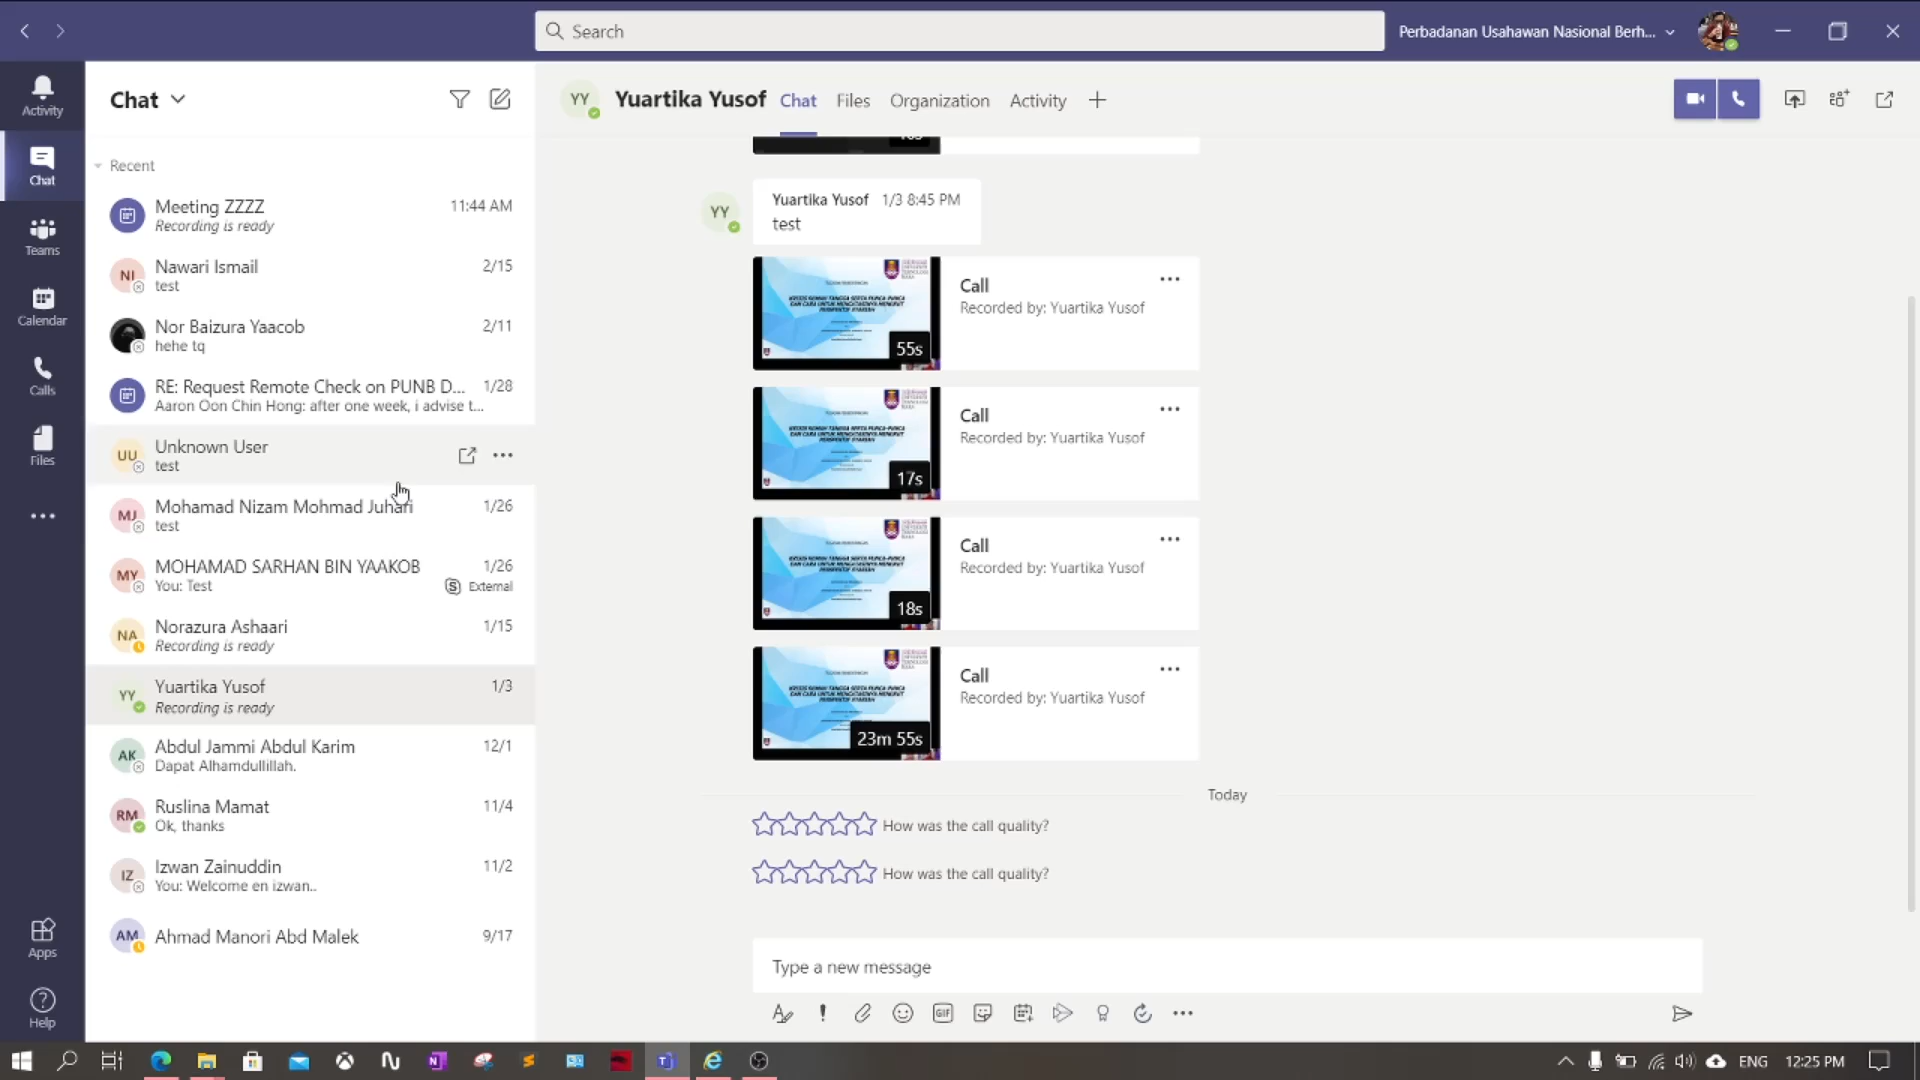 Search
Perbadanan Usahawan Nasional Berh...
Activity
Chat
Teams
Calendar
Calls
Files
Apps
Help
Chat
Recent
Meeting ZZZZ 11:44 AM
Recording is ready
NI Nawari Ismail 2/15
test
Nor Baizura Yaacob 2/11
hehe tq
RE: Request Remote Check on PUNB D... 1/28
Aaron Oon Chin Hong: after one week, i advise t...
UU Unknown User
test
MJ Mohamad Nizam Mohmad Juhari 1/26
test
MY MOHAMAD SARHAN BIN YAAKOB 1/26
You: Test External
NA Norazura Ashaari 1/15
Recording is ready
YY Yuartika Yusof 1/3
Recording is ready
AK Abdul Jammi Abdul Karim 12/1
Dapat Alhamdullillah.
RM Ruslina Mamat 11/4
Ok, thanks
IZ Izwan Zainuddin 11/2
You: Welcome en izwan..
AM Ahmad Manori Abd Malek 9/17
YY Yuartika Yusof Chat Files Organization Activity
YY Yuartika Yusof 1/3 8:45 PM
test
Call
Recorded by: Yuartika Yusof
55s
Call
Recorded by: Yuartika Yusof
17s
Call
Recorded by: Yuartika Yusof
18s
Call
Recorded by: Yuartika Yusof
23m 55s
Today
How was the call quality?
How was the call quality?
Type a new message
GIF
ENG 12:25 PM